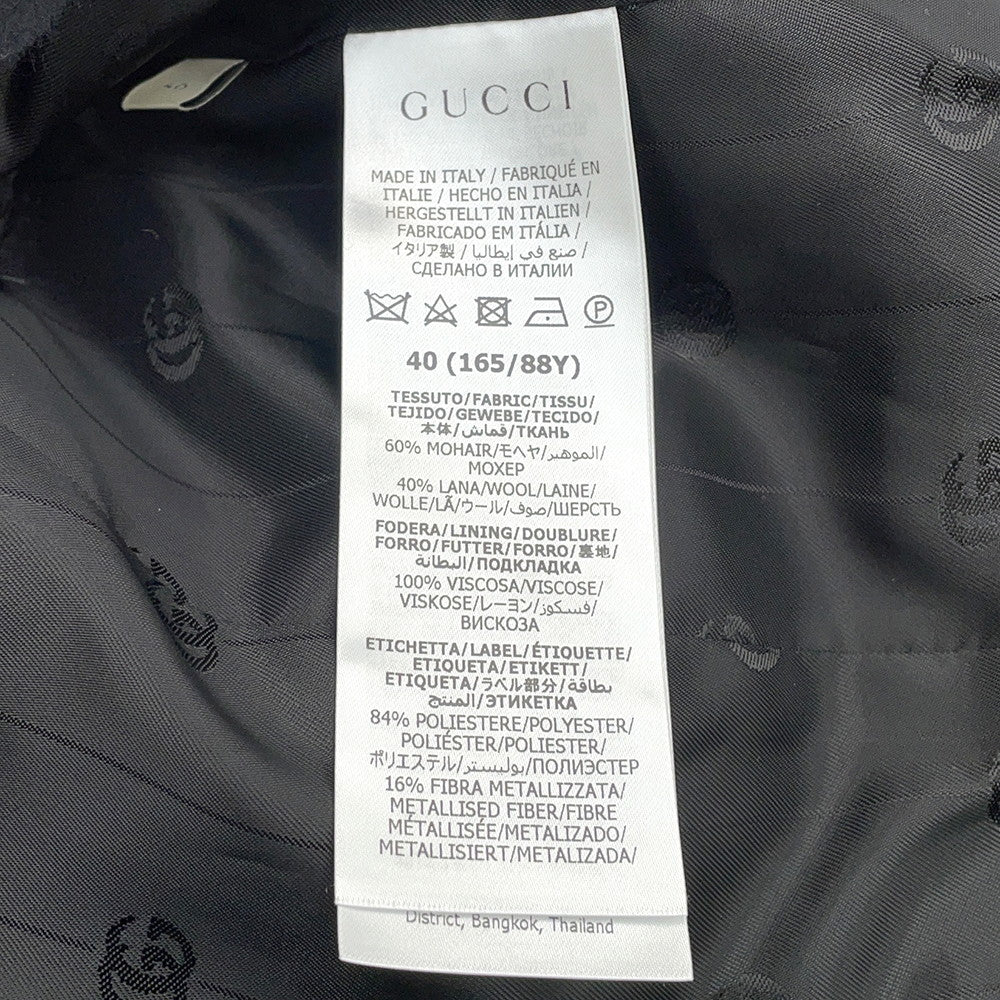 GUCCI
MADE IN ITALY / FABRIQUÉ EN
ITALIE / HECHO EN ITALIA /
HERGESTELLT IN ITALIEN /
FABRICADO EM ITÁLIA /
イタリア製 / صنع في إيطاليا /
СДЕЛАНО В ИТАЛИИ
40 (165/88Y)
TESSUTO/FABRIC/TISSU/
TEJIDO/GEWEBE/TECIDO/
本体/قماش/ТКАНЬ
60% MOHAIR/モヘヤ/الموهير/
МОХЕР
40% LANA/WOOL/LAINE/
WOLLE/LÃ/ウール/صوف/ШЕРСТЬ
FODERA/LINING/DOUBLURE/
FORRO/FUTTER/FORRO/裏地/
البطانة/ПОДКЛАДКА
100% VISCOSA/VISCOSE/
VISKOSE/レーヨン/فسكوز/
ВИСКОЗА
ETICHETTA/LABEL/ÉTIQUETTE/
ETIQUETA/ETIKETT/
ETIQUETA/ラベル部分/بطاقة
المنتج/ЭТИКЕТКА
84% POLIESTERE/POLYESTER/
POLIÉSTER/POLIESTER/
ポリエステル/بوليستر/ПОЛИЭСТЕР
16% FIBRA METALLIZZATA/
METALLISED FIBER/FIBRE
MÉTALLISÉE/METALIZADO/
METALLISIERT/METALIZADA/
District, Bangkok, Thailand